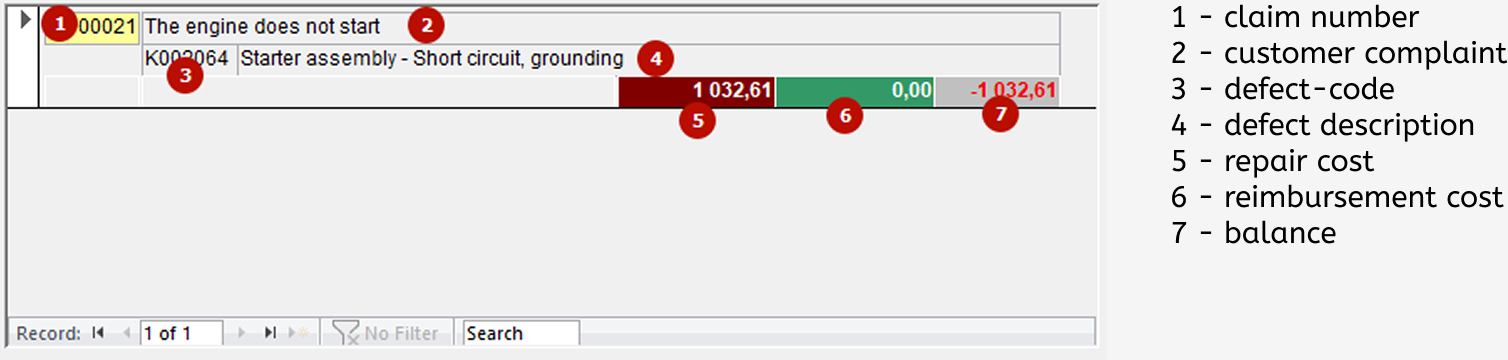 1 00021 The engine does not start 2
K002064 Starter assembly - Short circuit, grounding 4
3
1 032,61 0,00 -1 032,61
5 6 7
Record: 1 of 1 No Filter Search
1 - claim number
2 - customer complaint
3 - defect-code
4 - defect description
5 - repair cost
6 - reimbursement cost
7 - balance